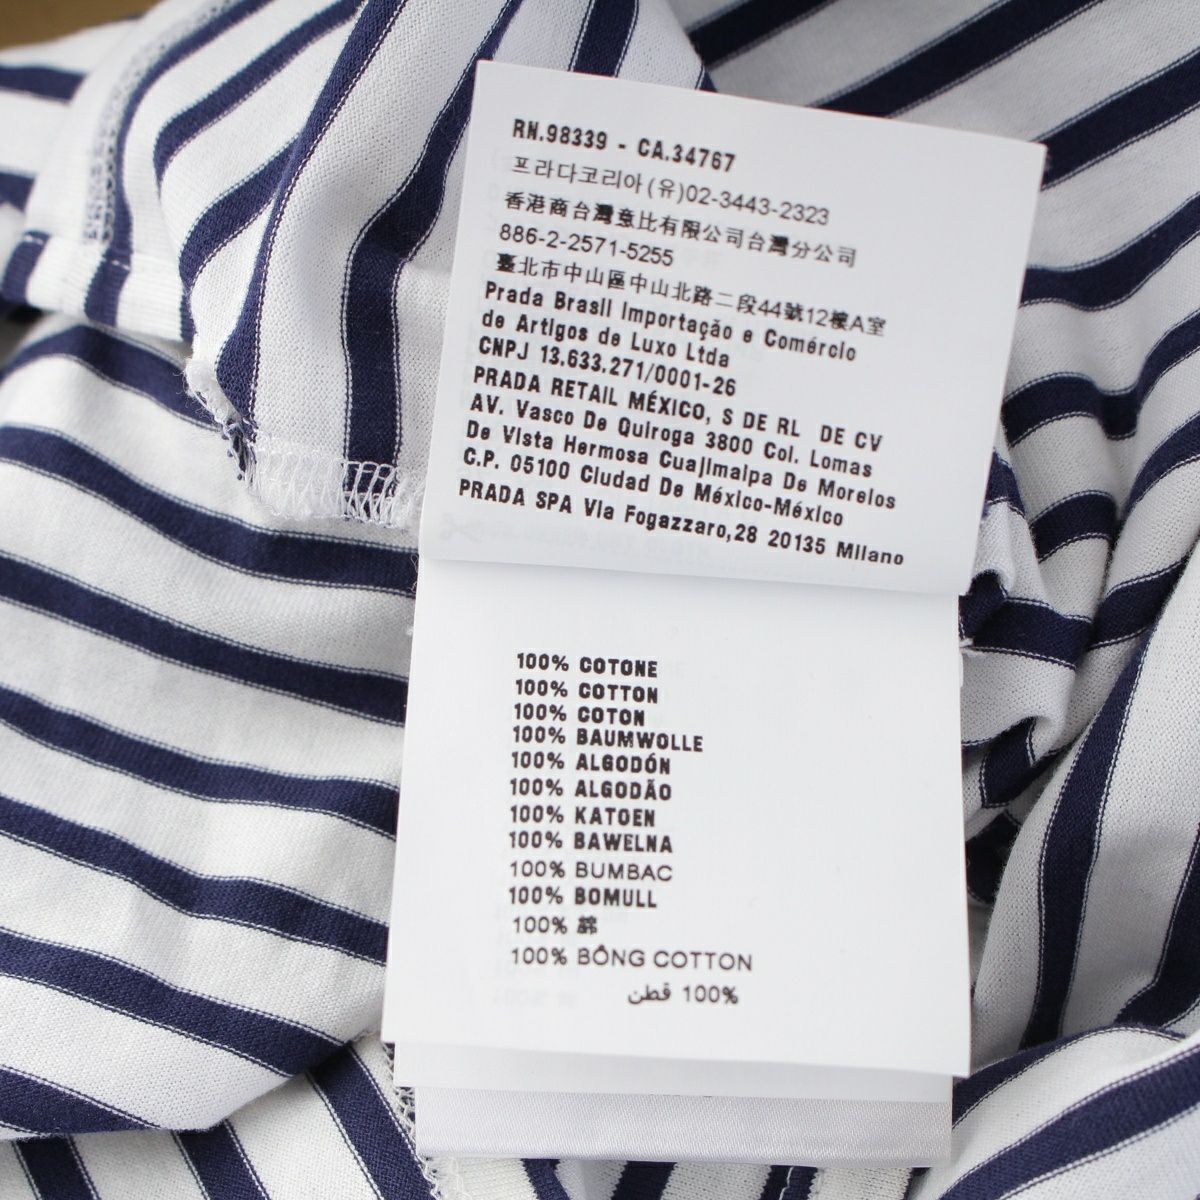 RN.98339 - CA.34767
프라다코리아(유)02-3443-2323
香港商台灣意比有限公司台灣分公司
886-2-2571-5255
臺北市中山區中山北路二段44號12樓A室
Prada Brasil Importação e Comércio
de Artigos de Luxo Ltda
CNPJ 13.633.271/0001-26
PRADA RETAIL MÉXICO, S DE RL DE CV
AV. Vasco De Quiroga 3800 Col. Lomas
De Vista Hermosa Cuajimalpa De Morelos
C.P. 05100 Ciudad De México-México
PRADA SPA Via Fogazzaro,28 20135 Milano
100% COTONE
100% COTTON
100% COTON
100% BAUMWOLLE
100% ALGODÓN
100% ALGODÃO
100% KATOEN
100% BAWELNA
100% BUMBAC
100% BOMULL
100% 綿
100% BÔNG COTTON
100% قطن